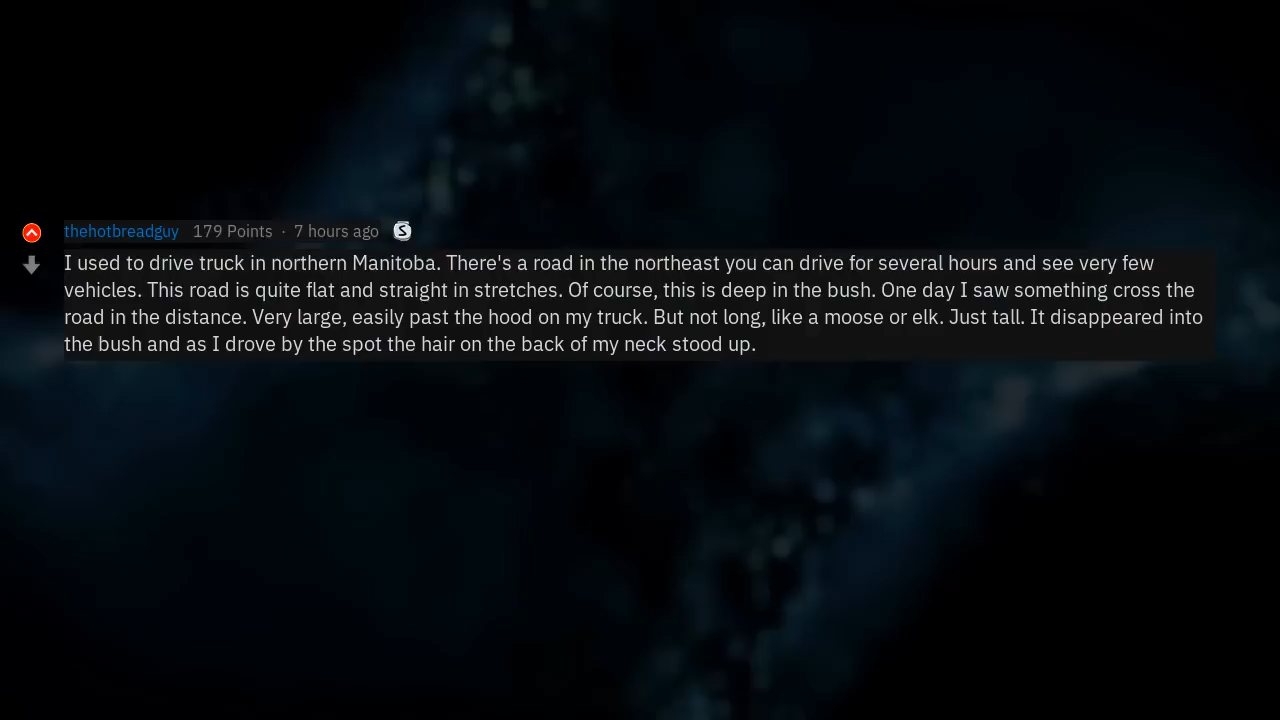 thehotbreadguy 179 Points · 7 hours ago S
I used to drive truck in northern Manitoba. There's a road in the northeast you can drive for several hours and see very few
vehicles. This road is quite flat and straight in stretches. Of course, this is deep in the bush. One day I saw something cross the
road in the distance. Very large, easily past the hood on my truck. But not long, like a moose or elk. Just tall. It disappeared into
the bush and as I drove by the spot the hair on the back of my neck stood up.